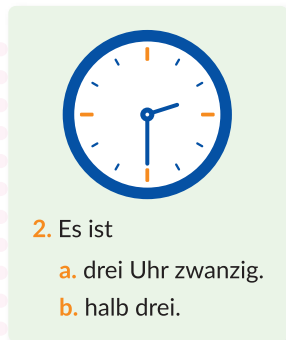 2. Es ist
a. drei Uhr zwanzig.
b. halb drei.